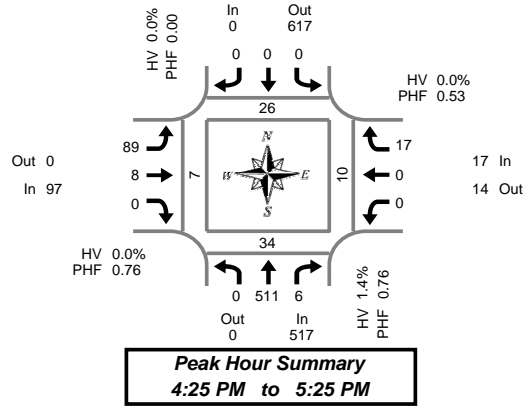 HV 0.0%
PHF 0.00
In
0
Out
617
0 0 0
HV 0.0%
PHF 0.53
26
89
8
0
7
N
W E
S
10
17
0
0
Out 0
In 97
17 In
14 Out
34
HV 0.0%
PHF 0.76
0 511 6
HV 1.4%
PHF 0.76
Out
0
In
517
Peak Hour Summary
4:25 PM to 5:25 PM